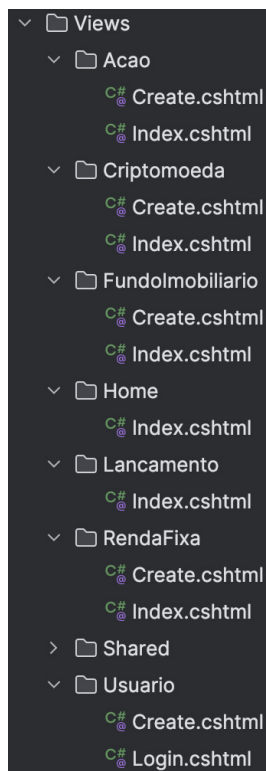 Views
Acao
C#@ Create.cshtml
C#@ Index.cshtml
Criptomoeda
C#@ Create.cshtml
C#@ Index.cshtml
FundoImobiliario
C#@ Create.cshtml
C#@ Index.cshtml
Home
C#@ Index.cshtml
Lancamento
C#@ Index.cshtml
RendaFixa
C#@ Create.cshtml
C#@ Index.cshtml
Shared
Usuario
C#@ Create.cshtml
C#@ Login.cshtml